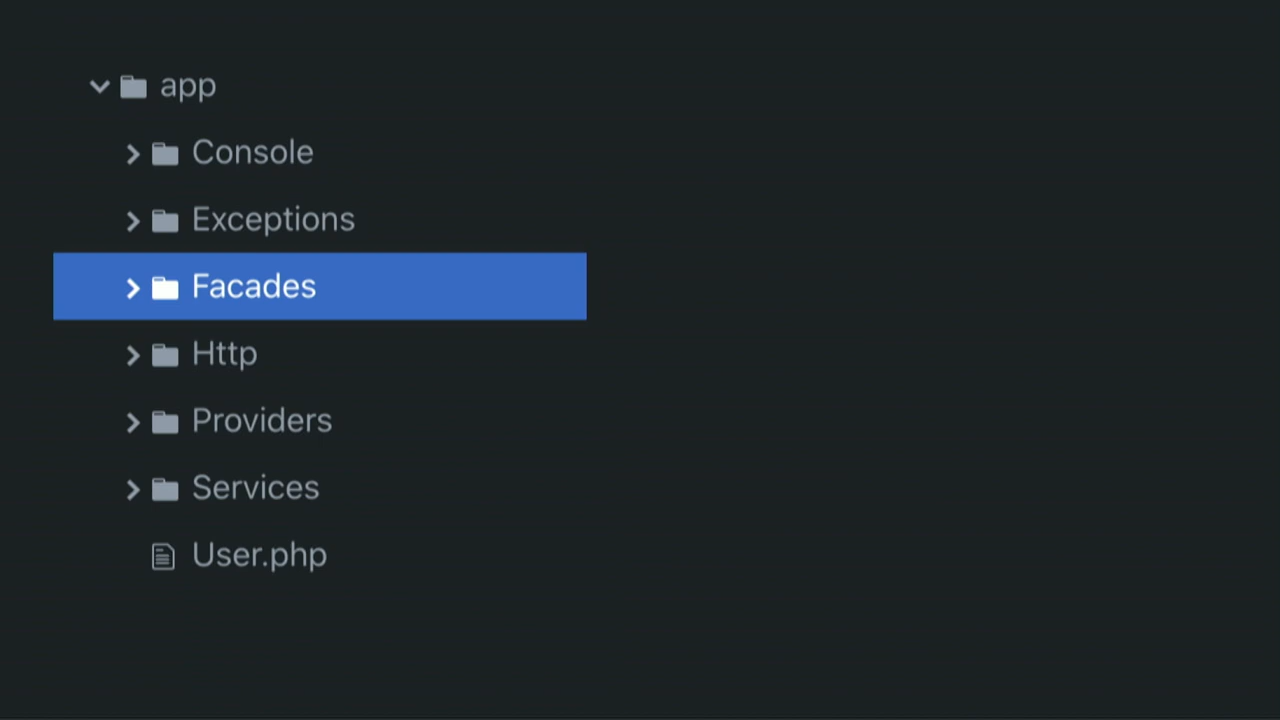 app
Console
Exceptions
Facades
Http
Providers
Services
User.php